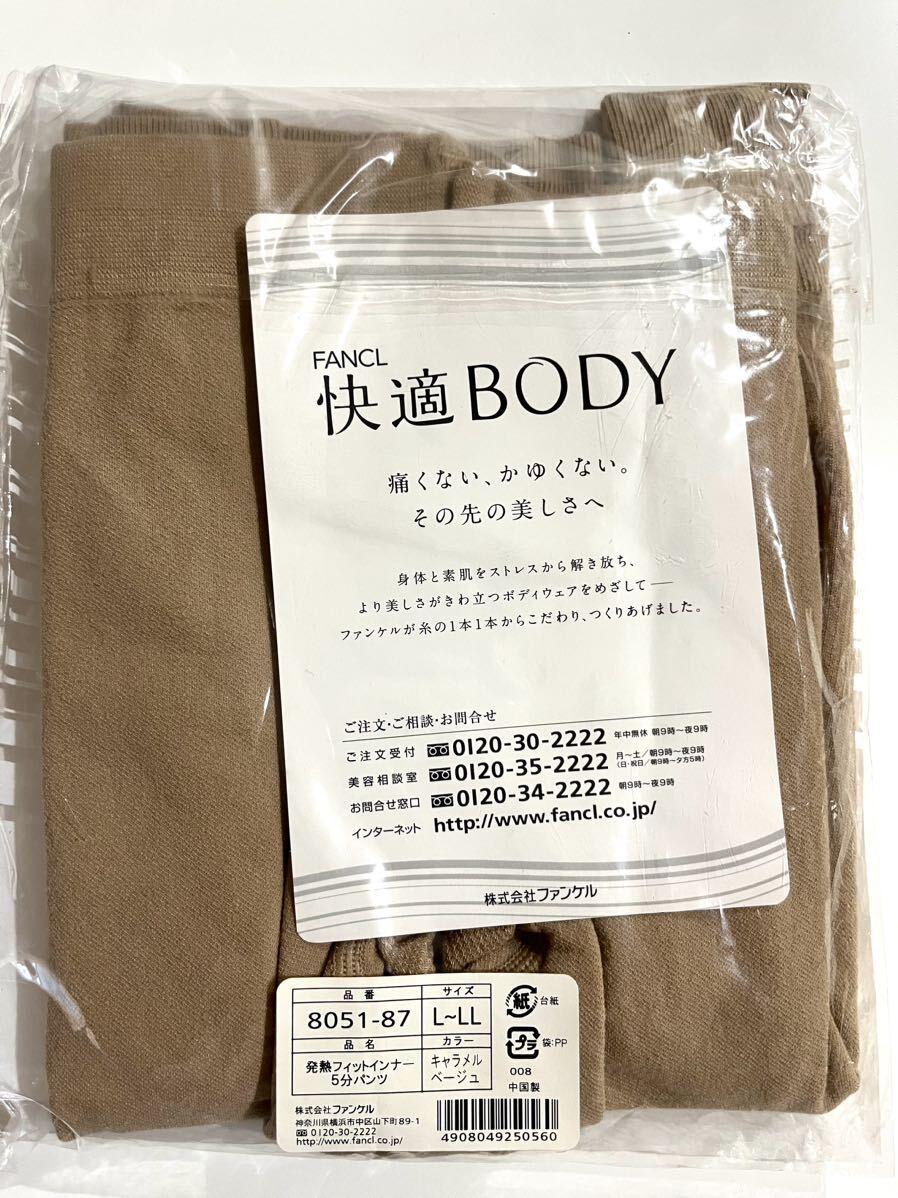 FANCL
快適BODY
痛くない、かゆくない。
その先の美しさへ
身体と素肌をストレスから解き放ち、
より美しさがきわ立つボディウェアをめざして──
ファンケルが糸の1本1本からこだわり、つくりあげました。
ご注文・ご相談・お問合せ
ご注文受付 0120-30-2222 年中無休 朝9時〜夜9時
美容相談室 0120-35-2222 月〜土/朝9時〜夜9時 (日・祝日/朝9時〜夕方5時)
お問合せ窓口 0120-34-2222 朝9時〜夜9時
インターネット http://www.fancl.co.jp/
株式会社ファンケル
品番 サイズ
8051-87 L~LL
品名 カラー
発熱フィットインナー キャラメル
5分パンツ ベージュ
紙 台紙
プラ 袋:PP
008
中国製
株式会社ファンケル
神奈川県横浜市中区山下町89-1
0120-30-2222
http://www.fancl.co.jp/
4908049250560